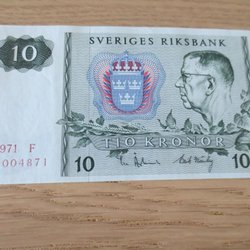 10 SVERIGES RIKSBANK
971 F
004871
TIO KRONOR
10 10